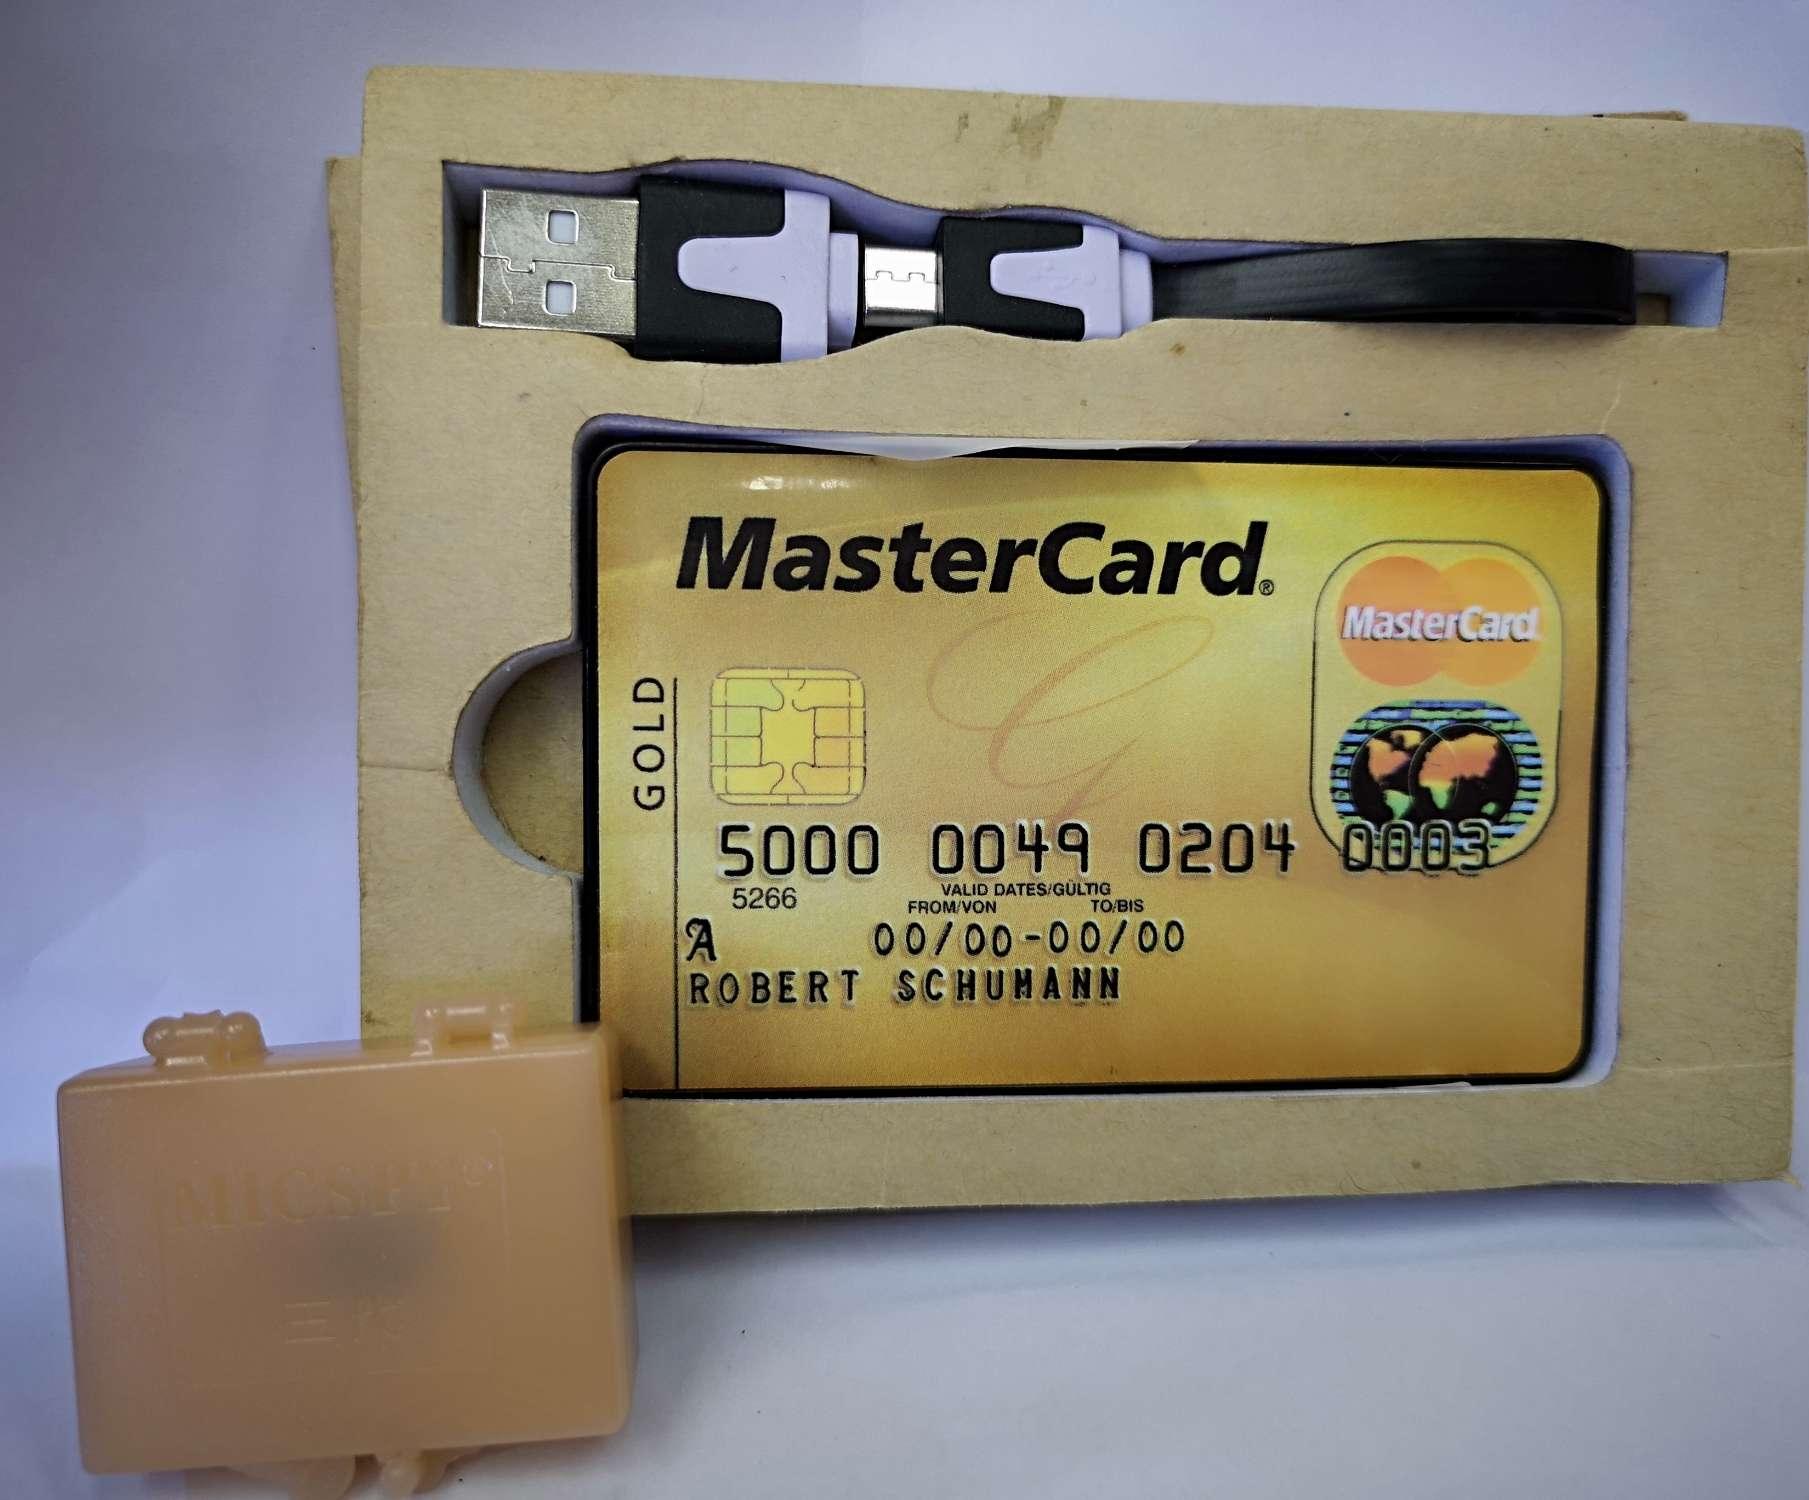 MasterCard®
MasterCard
GOLD
5000 0049 0204 0003
5266
VALID DATES/GÜLTIG
FROM/VON TO/BIS
A 00/00-00/00
ROBERT SCHUMANN
MICSPT®